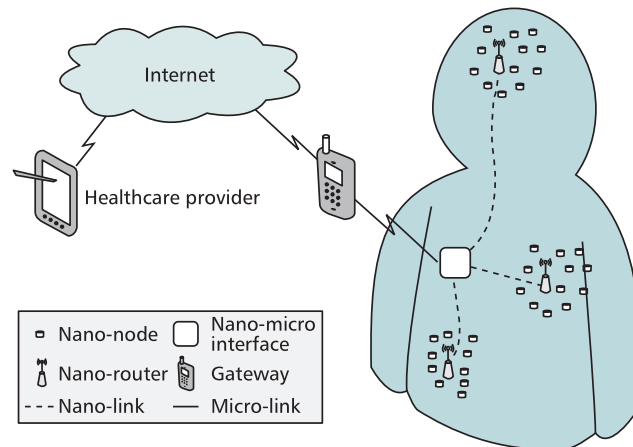 Internet
Healthcare provider
Nano-node
Nano-micro
interface
Nano-router
Gateway
Nano-link
Micro-link